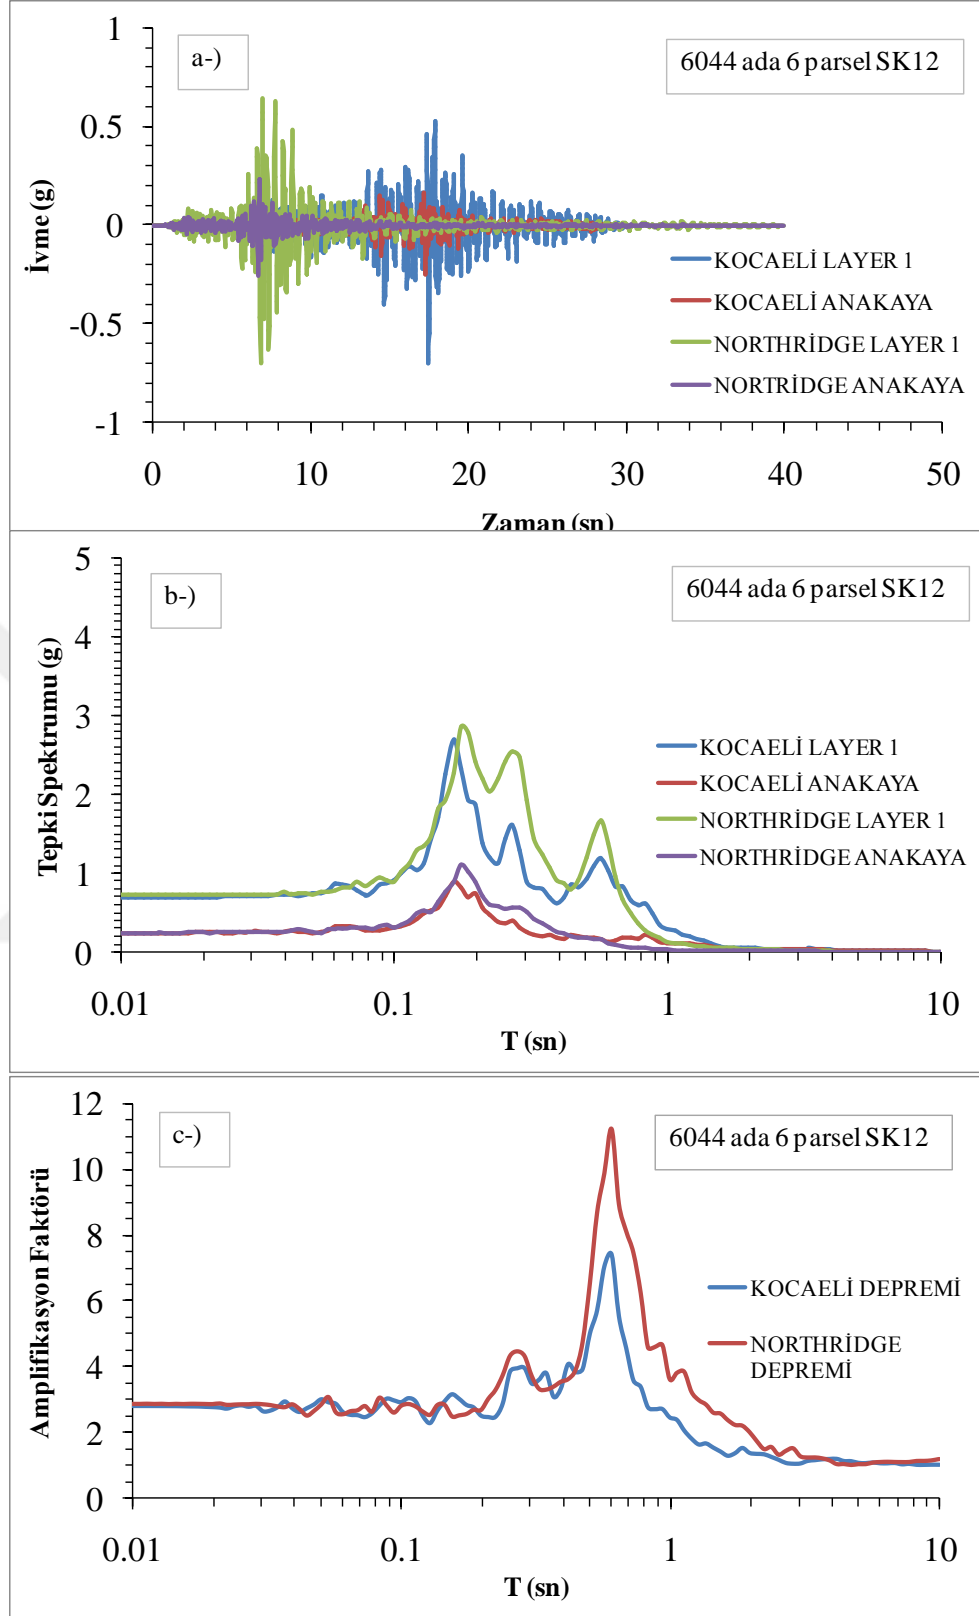 1
a-)
6044 ada 6 parsel SK12
0.5
İvme (g)
0
KOCAELİ LAYER 1
KOCAELİ ANAKAYA
-0.5
NORTHRIDGE LAYER 1
NORTRİDGE ANAKAYA
-1
0 10 20 30 40 50
Zaman (sn)
5
b-)
6044 ada 6 parsel SK12
4
Tepki Spektrumu (g)
3
KOCAELİ LAYER 1
KOCAELİ ANAKAYA
2
NORTHRİDGE LAYER 1
NORTHRİDGE ANAKAYA
1
0
0.01 0.1 1 10
T (sn)
12
c-)
6044 ada 6 parsel SK12
10
Amplifikasyon Faktörü
8
KOCAELİ DEPREMİ
6
NORTHRİDGE
DEPREMİ
4
2
0
0.01 0.1 1 10
T (sn)